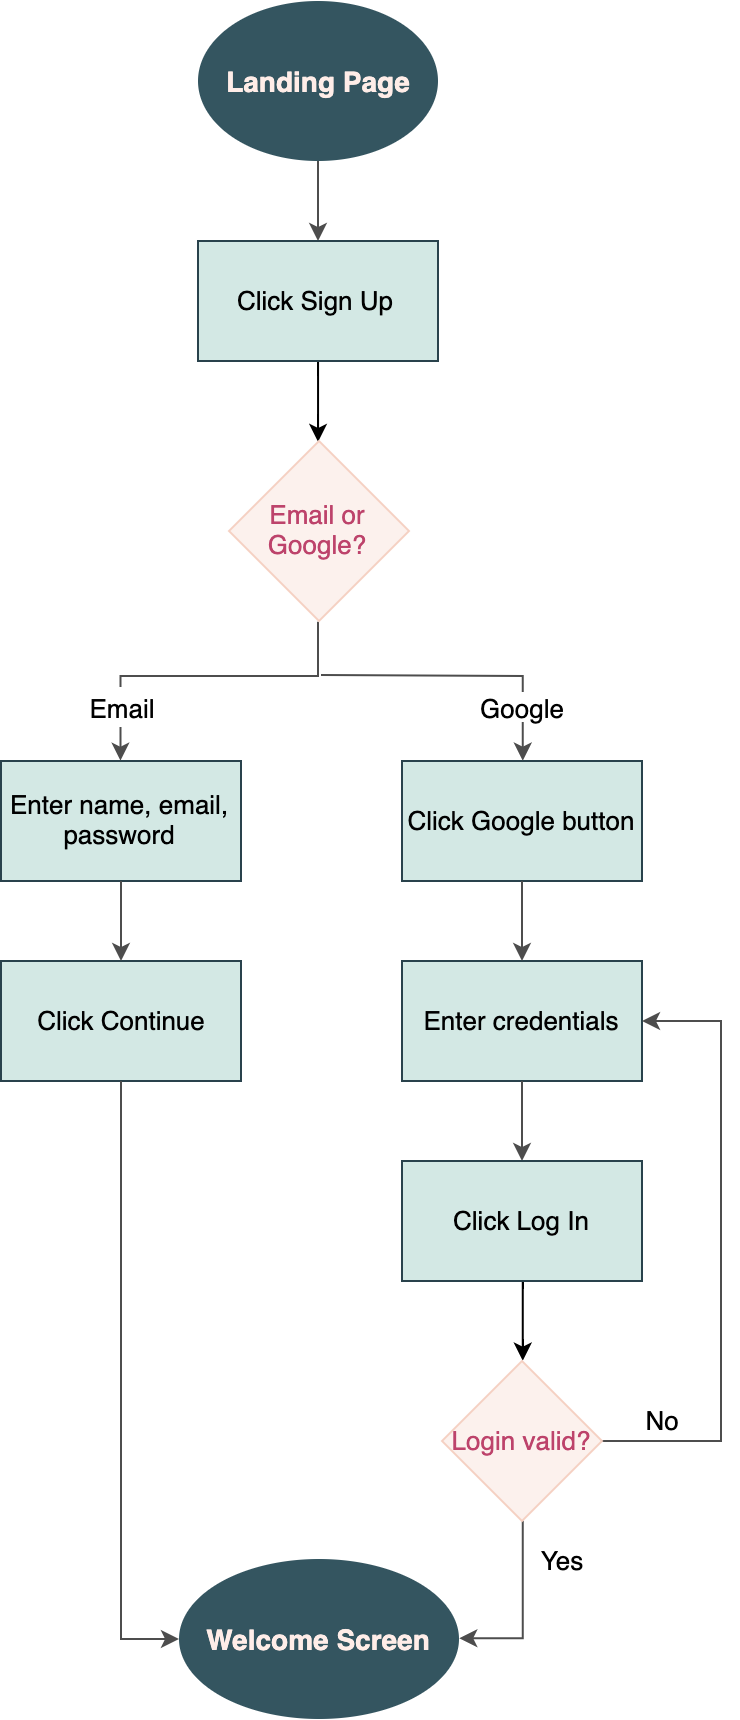 Landing Page
Click Sign Up
Email or
Google?
Email
Google
Enter name, email,
password
Click Google button
Click Continue
Enter credentials
Click Log In
Login valid?
No
Yes
Welcome Screen